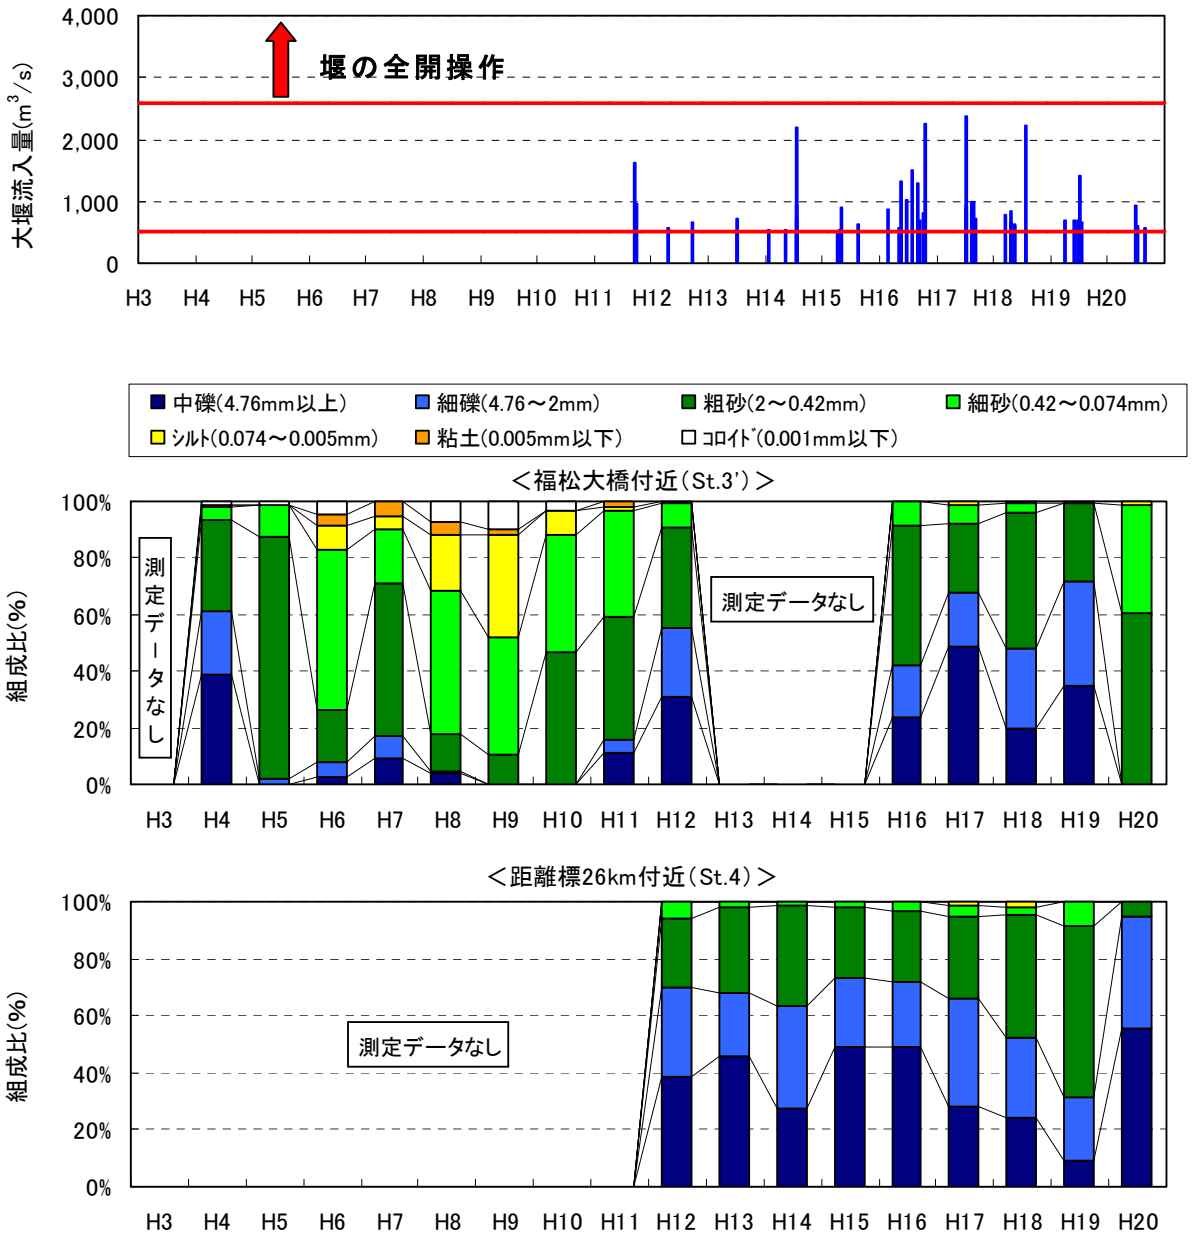 4,000
3,000
2,000
1,000
0
大堰流入量(m³/s)
堰の全開操作
H3 H4 H5 H6 H7 H8 H9 H10 H11 H12 H13 H14 H15 H16 H17 H18 H19 H20
中礫(4.76mm以上) 細礫(4.76～2mm) 粗砂(2～0.42mm) 細砂(0.42～0.074mm)
ｼﾙﾄ(0.074～0.005mm) 粘土(0.005mm以下) ｺﾛｲﾄﾞ(0.001mm以下)
＜福松大橋付近(St.3')＞
100%
80%
60%
40%
20%
0%
組成比(%)
測定データなし
測定データなし
H3 H4 H5 H6 H7 H8 H9 H10 H11 H12 H13 H14 H15 H16 H17 H18 H19 H20
＜距離標26km付近(St.4)＞
100%
80%
60%
40%
20%
0%
組成比(%)
測定データなし
H3 H4 H5 H6 H7 H8 H9 H10 H11 H12 H13 H14 H15 H16 H17 H18 H19 H20